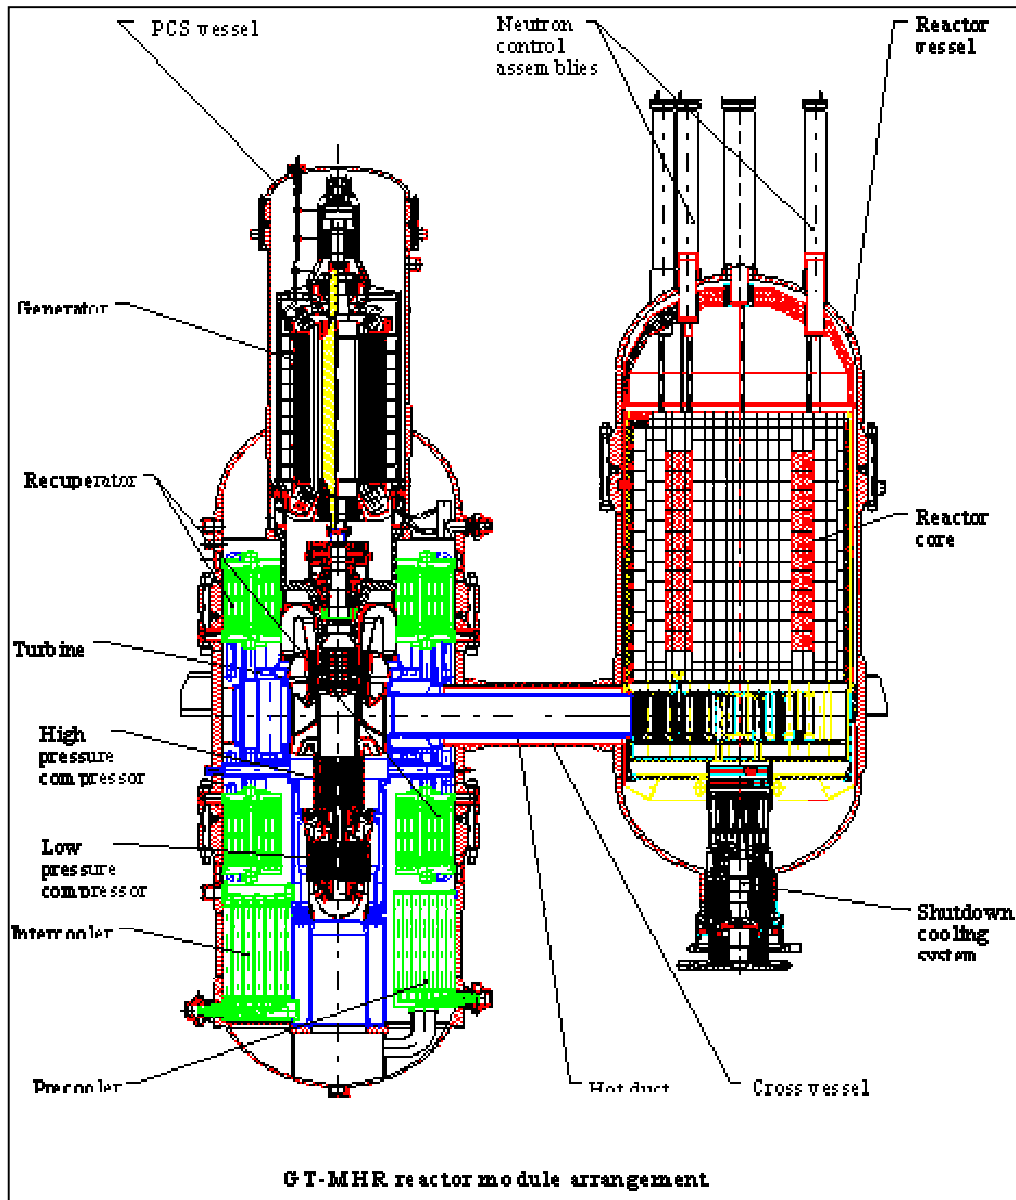 PCS vessel
Neutron
control
assemblies
Reactor
vessel
Generator
Recuperator
Reactor
core
Turbine
High
pressure
compressor
Low
pressure
compressor
Intercooler
Shutdown
cooling
system
Precooler
Hot duct
Cross vessel
GT-MHR reactor module arrangement